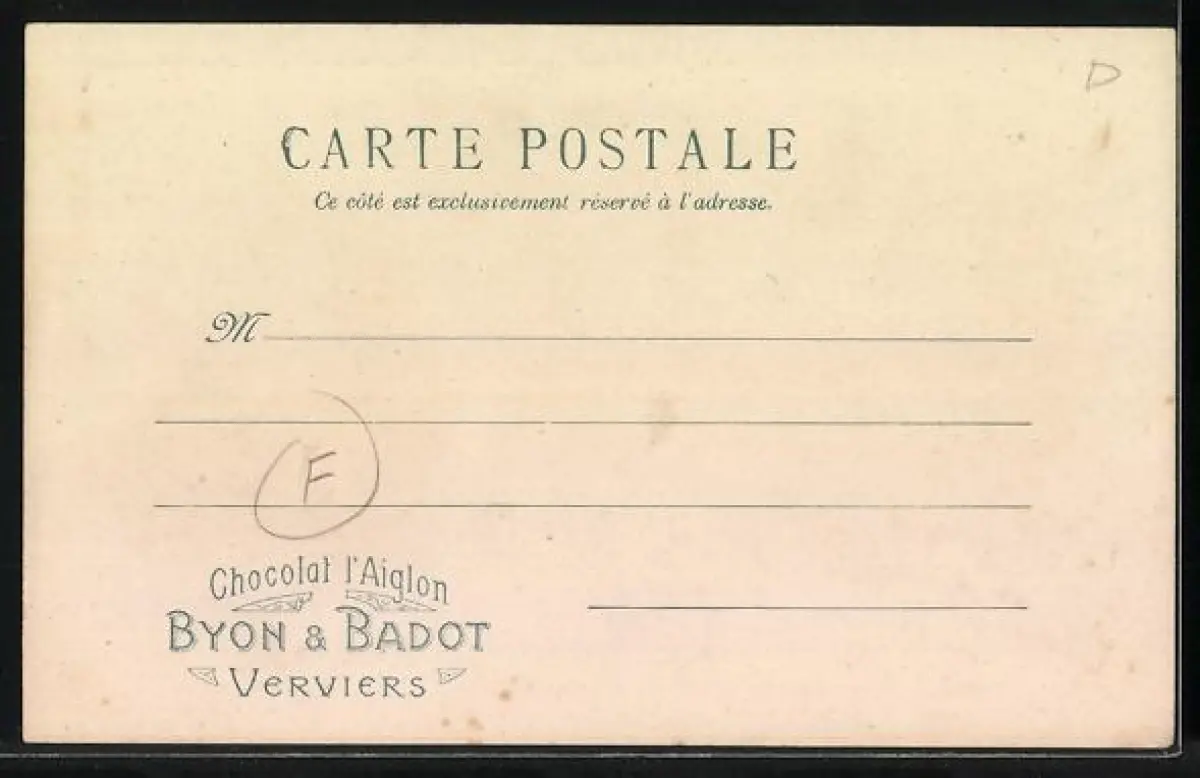 D
CARTE POSTALE
Ce côté est exclusivement réservé à l'adresse.
M
F
Chocolat l'Aiglon
BYON & BADOT
VERVIERS